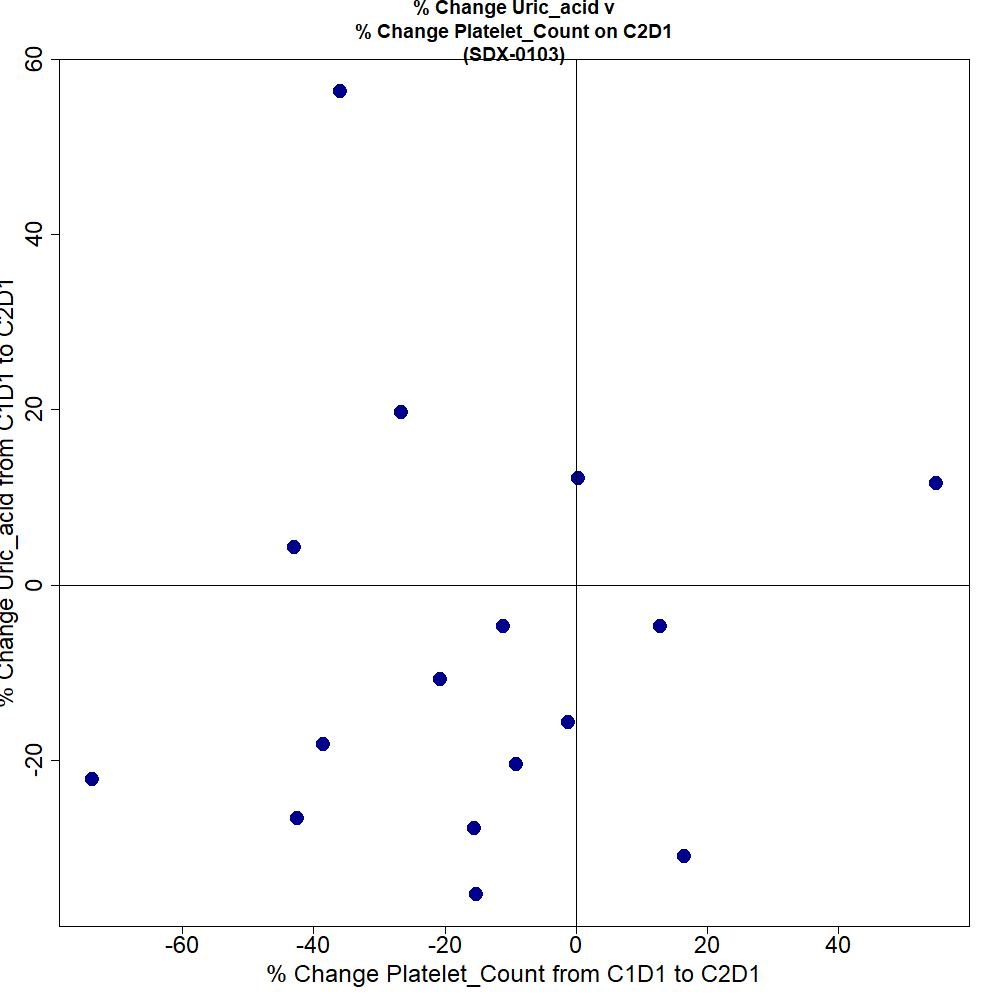 % Change Uric_acid v
% Change Platelet_Count on C2D1
(SDX-0103)
60
40
20
0
-20
% Change Uric_acid from C1D1 to C2D1
-60
-40
-20
0
20
40
% Change Platelet_Count from C1D1 to C2D1